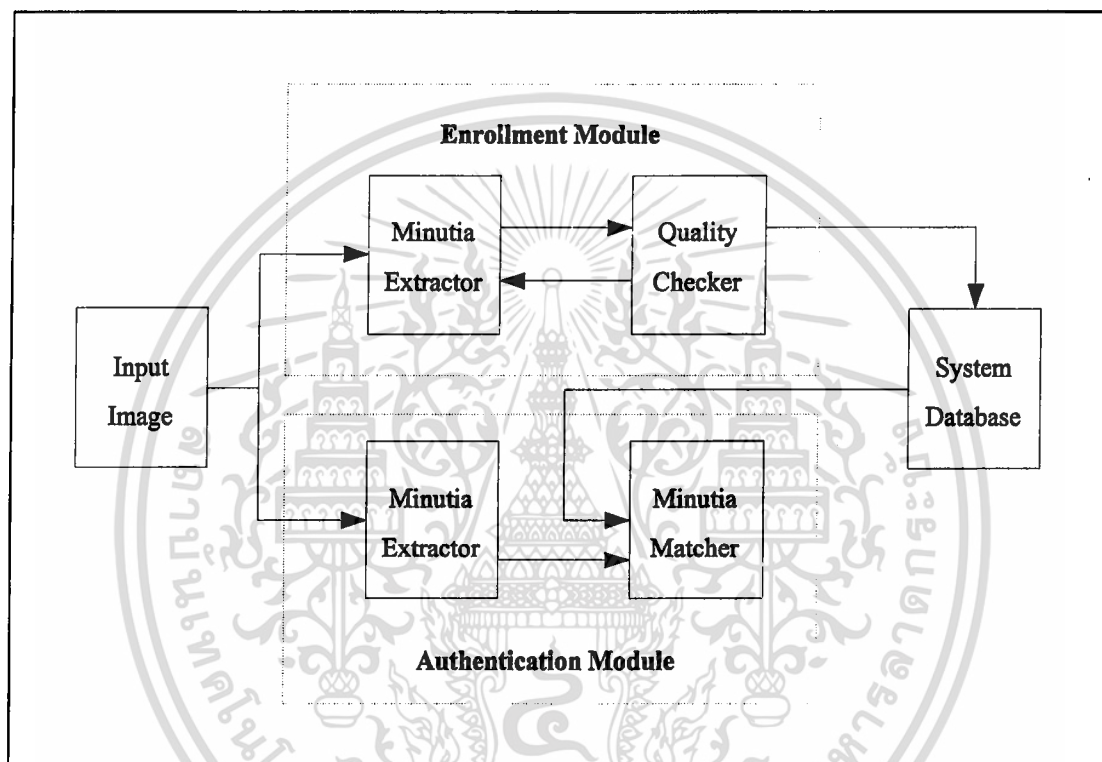 Enrollment Module
Minutia
Extractor
Quality
Checker
Input
Image
System
Database
Minutia
Extractor
Minutia
Matcher
Authentication Module